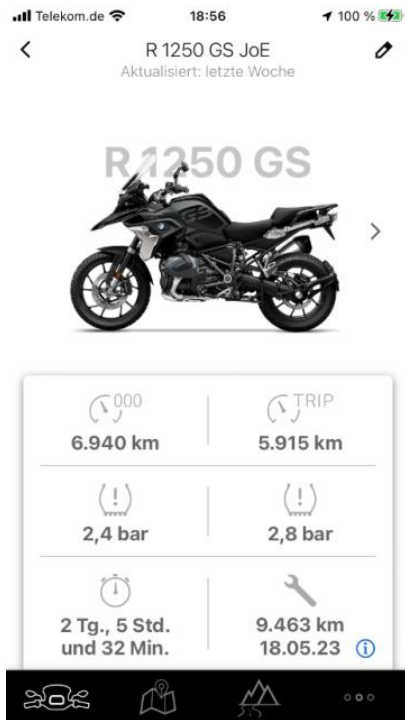 Telekom.de 18:56 100 %
R 1250 GS JoE
Aktualisiert: letzte Woche
R 1250 GS
000 TRIP
6.940 km 5.915 km
2,4 bar 2,8 bar
2 Tg., 5 Std. 9.463 km
und 32 Min. 18.05.23